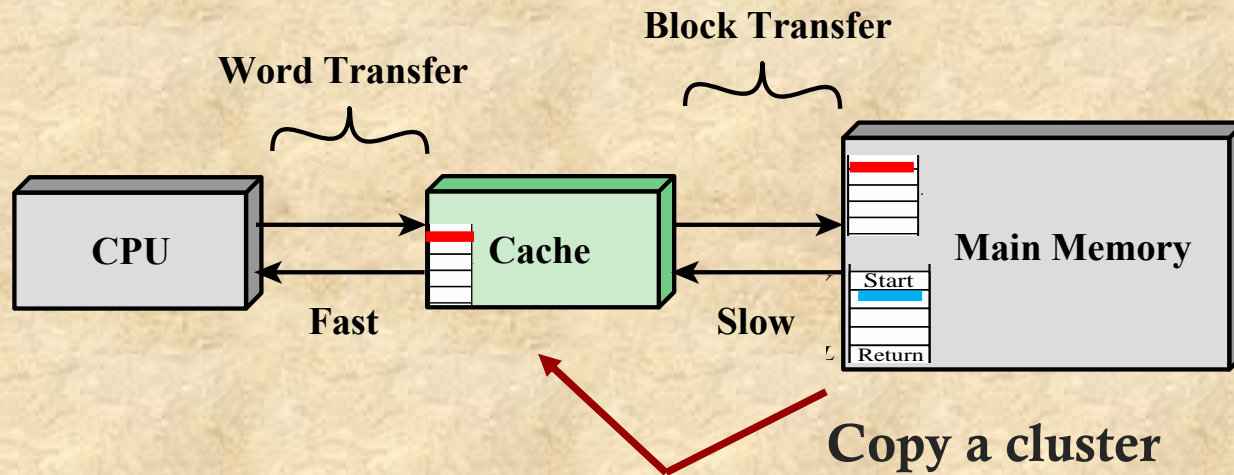 Block Transfer
Word Transfer
CPU
Cache
Main Memory
Start
Fast
Slow
Return
Copy a cluster